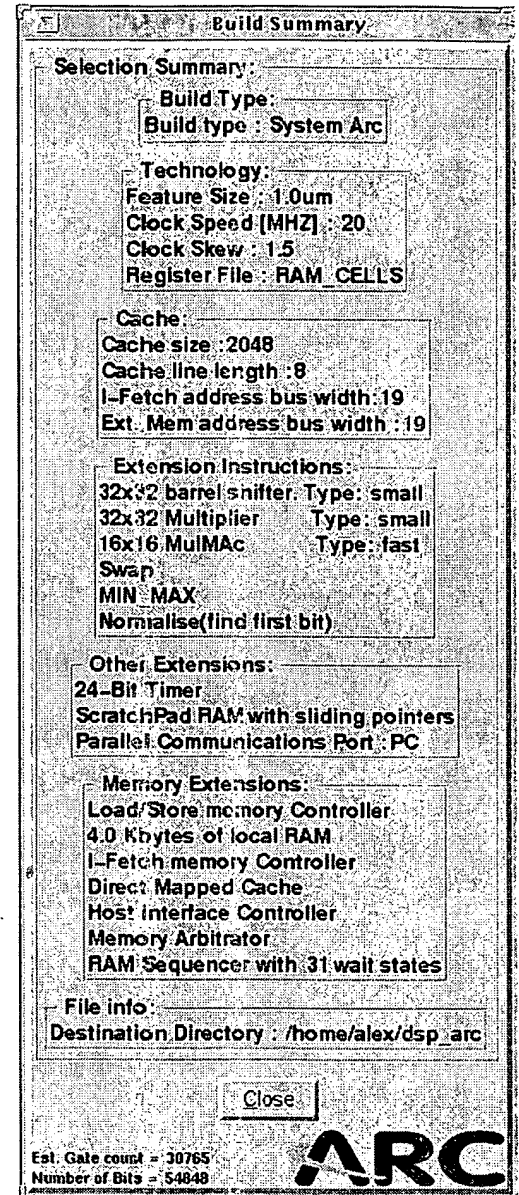 Build Summary
Selection Summary:
Build Type:
Build type : System Arc
Technology:
Feature Size : 1.0um
Clock Speed [MHZ] : 20
Clock Skew : 1.5
Register File : RAM_CELLS
Cache:
Cache size :2048
Cache line length :8
I-Fetch address bus width:19
Ext. Mem address bus width :19
Extension Instructions:
32x32 barrel shifter. Type: small
32x32 Multiplier Type: small
16x16 MulMAc Type: fast
Swap
MIN_MAX
Normalise(find first bit)
Other Extensions:
24-Bit Timer
ScratchPad RAM with sliding pointers
Parallel Communications Port : PC
Memory Extensions:
Load/Store memory Controller
4.0 Kbytes of local RAM
I-Fetch memory Controller
Direct Mapped Cache
Host Interface Controller
Memory Arbitrator
RAM Sequencer with 31 wait states
File info:
Destination Directory : /home/alex/dsp_arc
Close
Est. Gate count = 30765
Number of Bits = 54848
ARC